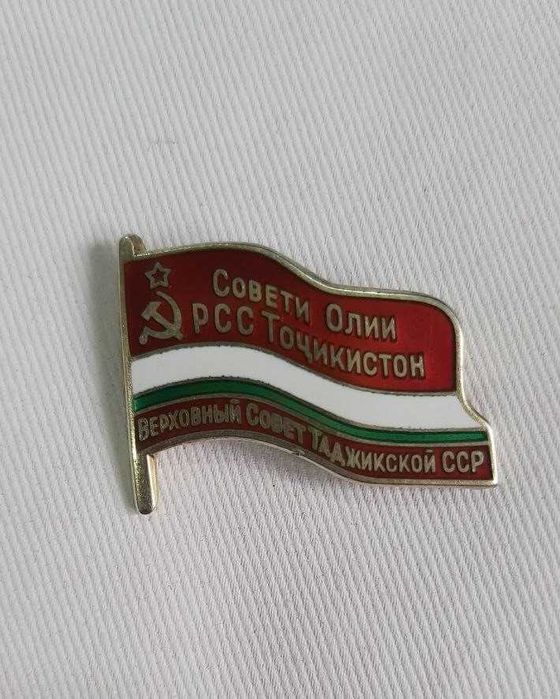 Совети Олии
РСС Тоҷикистон
Верховный Совет Таджикской ССР